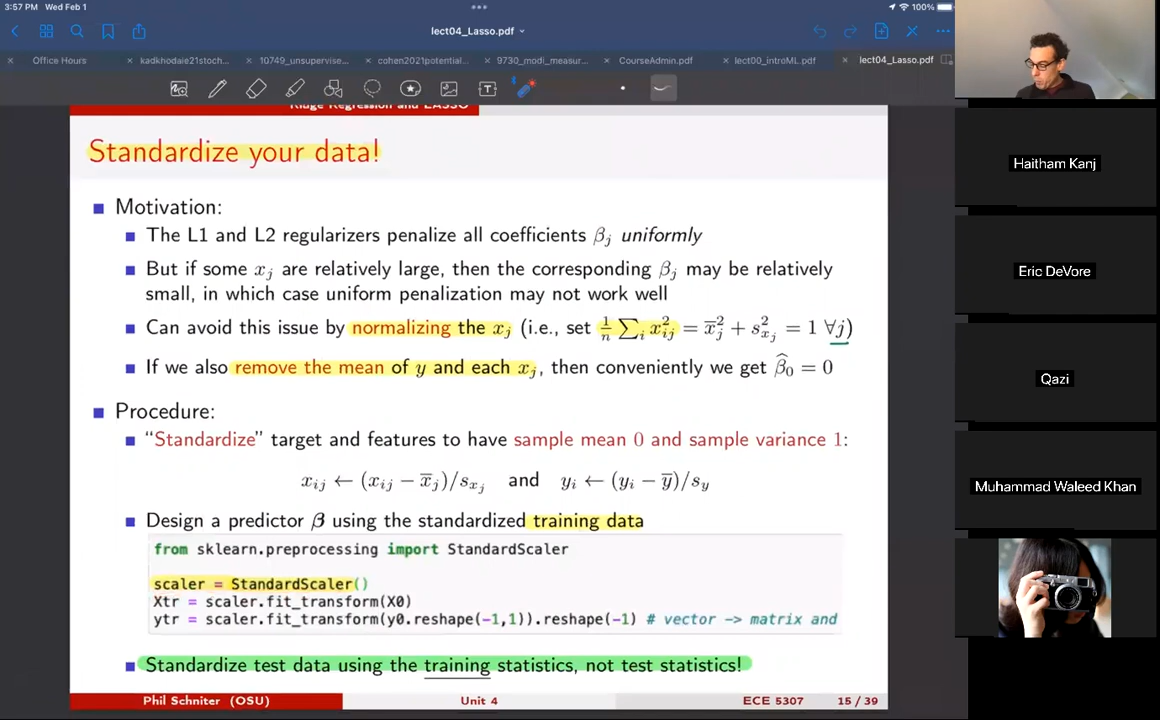 3:57 PM Wed Feb 1
100%
lect04_Lasso.pdf
Office Hours
kadkhodaie21stoch...
10749_unsupervise...
cohen2021potential...
9730_modi_measur...
CourseAdmin.pdf
lect00_introML.pdf
lect04_Lasso.pdf
Ridge Regression and LASSO
Standardize your data!
Motivation:
The L1 and L2 regularizers penalize all coefficients βj uniformly
But if some xj are relatively large, then the corresponding βj may be relatively
small, in which case uniform penalization may not work well
Can avoid this issue by normalizing the xj (i.e., set 1/n ∑i x²ij = x̄²j + s²xj = 1 ∀j)
If we also remove the mean of y and each xj, then conveniently we get β̂0 = 0
Procedure:
"Standardize" target and features to have sample mean 0 and sample variance 1:
xij ← (xij − x̄j)/sxj and yi ← (yi − ȳ)/sy
Design a predictor β using the standardized training data
from sklearn.preprocessing import StandardScaler
scaler = StandardScaler()
Xtr = scaler.fit_transform(X0)
ytr = scaler.fit_transform(y0.reshape(-1,1)).reshape(-1) # vector -> matrix and
Standardize test data using the training statistics, not test statistics!
Phil Schniter (OSU)
Unit 4
ECE 5307
15 / 39
Haitham Kanj
Eric DeVore
Qazi
Muhammad Waleed Khan